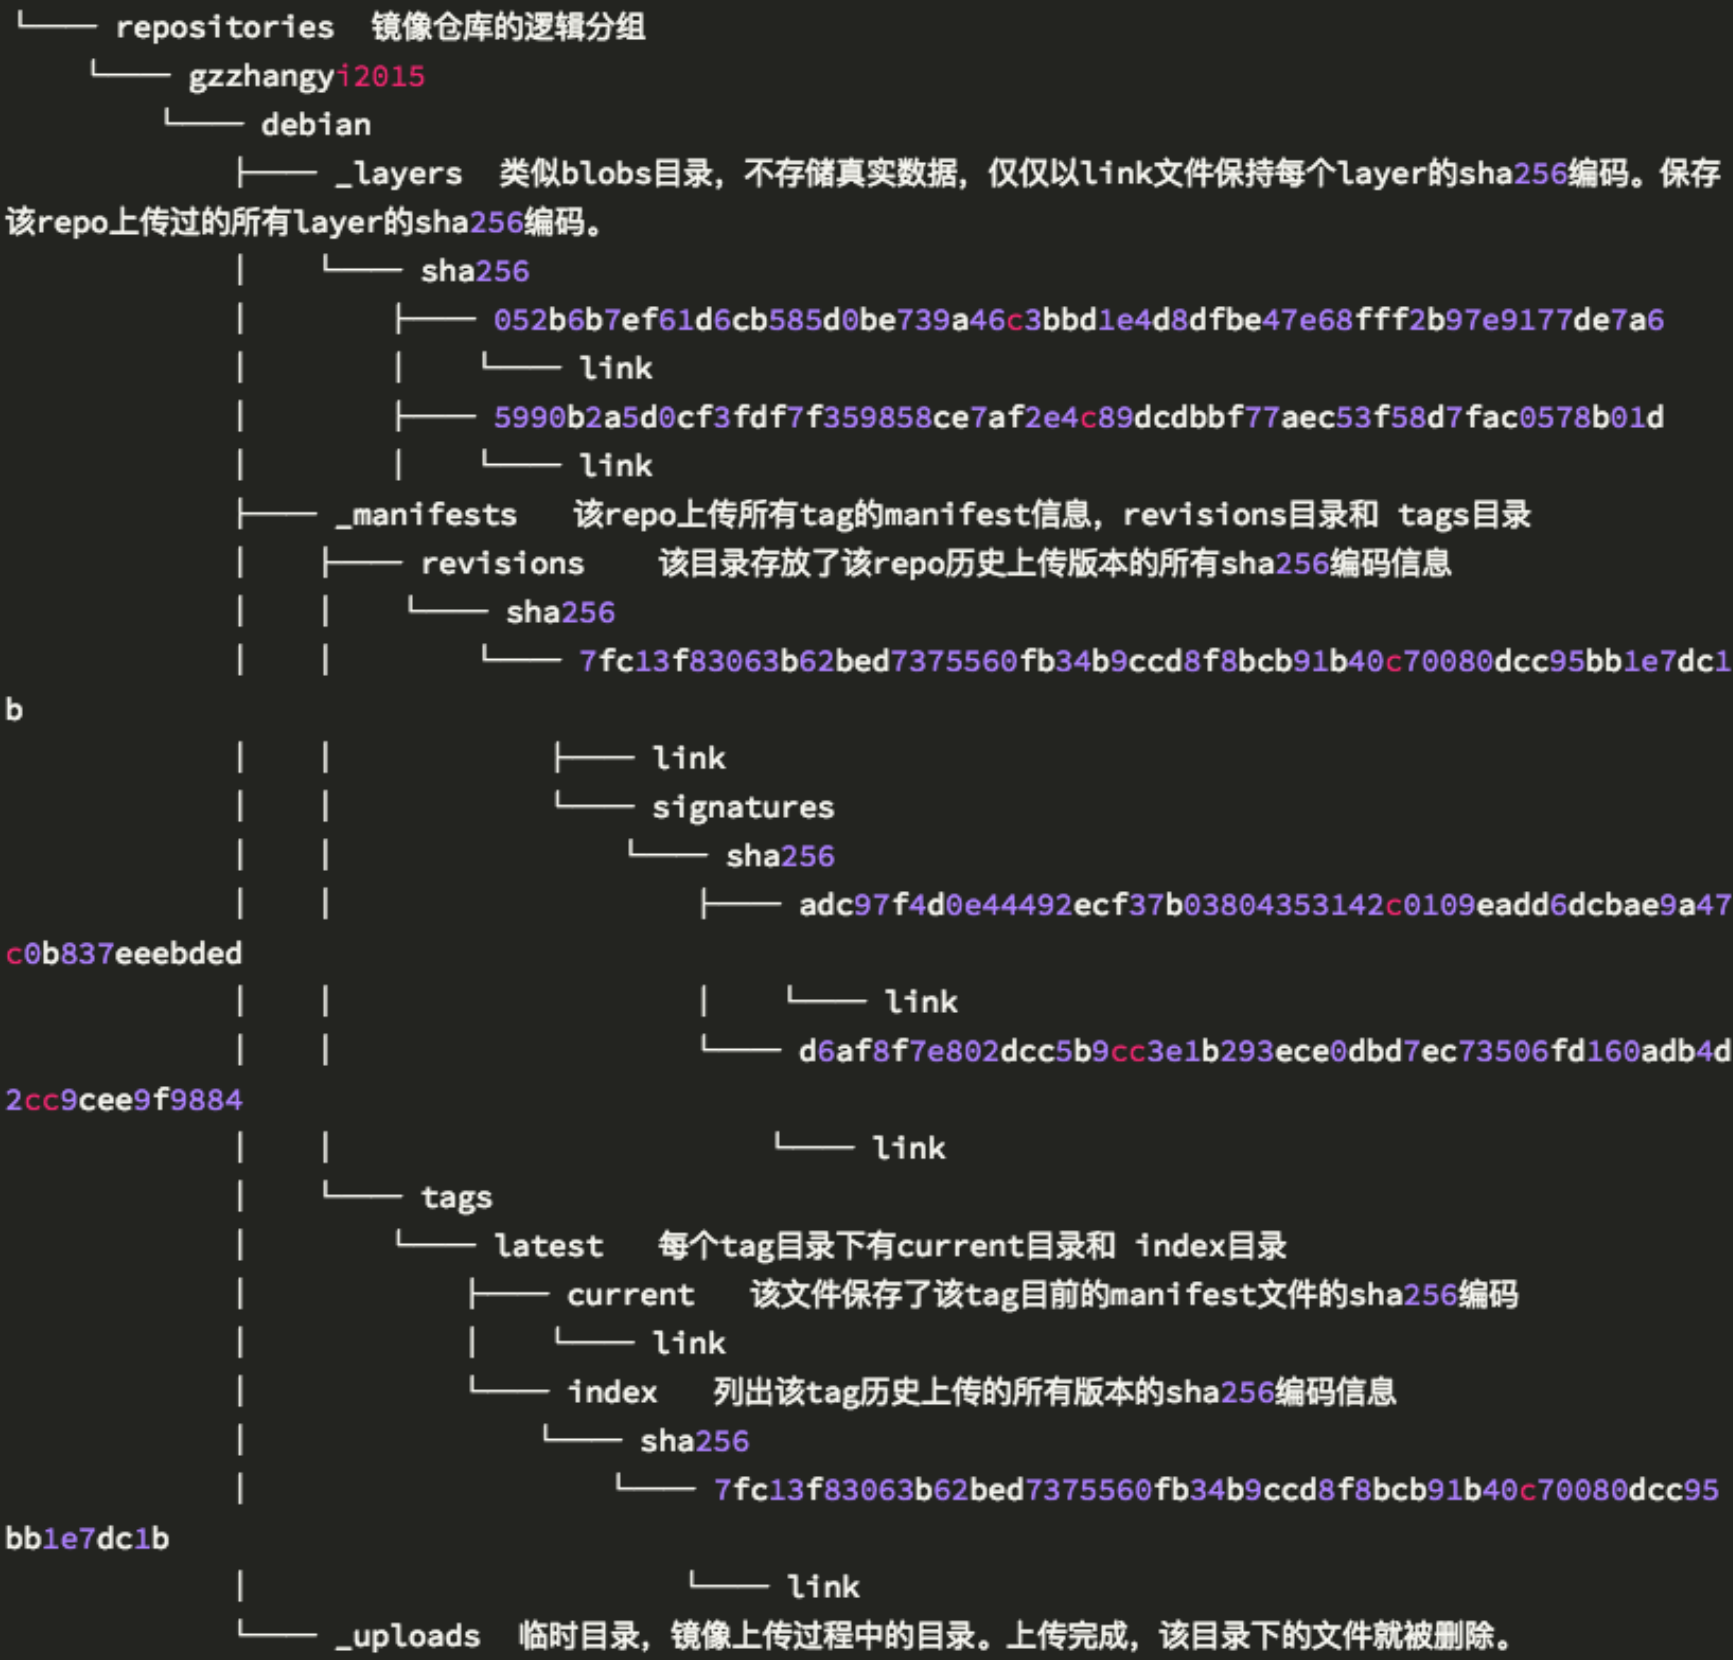 └── repositories  镜像仓库的逻辑分组
    └── gzzhangyi2015
        └── debian
            ├── _layers  类似blobs目录，不存储真实数据，仅仅以link文件保持每个layer的sha256编码。保存
该repo上传过的所有layer的sha256编码。
            │    └── sha256
            │        ├── 052b6b7ef61d6cb585d0be739a46c3bbd1e4d8dfbe47e68fff2b97e9177de7a6
            │        │    └── link
            │        ├── 5990b2a5d0cf3fdf7f359858ce7af2e4c89dcdbbf77aec53f58d7fac0578b01d
            │        │    └── link
            ├── _manifests   该repo上传所有tag的manifest信息，revisions目录和 tags目录
            │    ├── revisions    该目录存放了该repo历史上传版本的所有sha256编码信息
            │    │    └── sha256
            │    │        └── 7fc13f83063b62bed7375560fb34b9ccd8f8bcb91b40c70080dcc95bb1e7dc1
b
            │    │            ├── link
            │    │            └── signatures
            │    │                └── sha256
            │    │                    ├── adc97f4d0e44492ecf37b03804353142c0109eadd6dcbae9a47
c0b837eeebded
            │    │                    │    └── link
            │    │                    └── d6af8f7e802dcc5b9cc3e1b293ece0dbd7ec73506fd160adb4d
2cc9cee9f9884
            │    │                        └── link
            │    └── tags
            │        └── latest   每个tag目录下有current目录和 index目录
            │            ├── current   该文件保存了该tag目前的manifest文件的sha256编码
            │            │    └── link
            │            └── index   列出该tag历史上传的所有版本的sha256编码信息
            │                └── sha256
            │                    └── 7fc13f83063b62bed7375560fb34b9ccd8f8bcb91b40c70080dcc95
bb1e7dc1b
            │                        └── link
            └── _uploads  临时目录，镜像上传过程中的目录。上传完成，该目录下的文件就被删除。